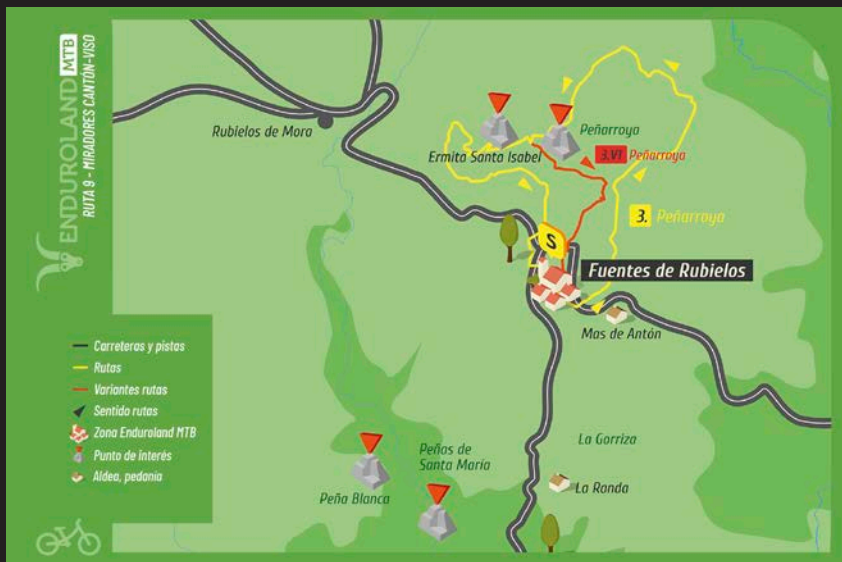 ENDUROLAND MTB
RUTA 9 - MIRADORES CANTÓN-VISO
Rubielos de Mora
Ermita Santa Isabel
Peñarroya
3.V1 Peñarroya
3. Peñarroya
S
Fuentes de Rubielos
Mas de Antón
Carreteras y pistas
Rutas
Variantes rutas
Sentido rutas
Zona Enduroland MTB
Punto de interés
Aldea, pedanía
Peña Blanca
Peñas de
Santa María
La Gorriza
La Ronda